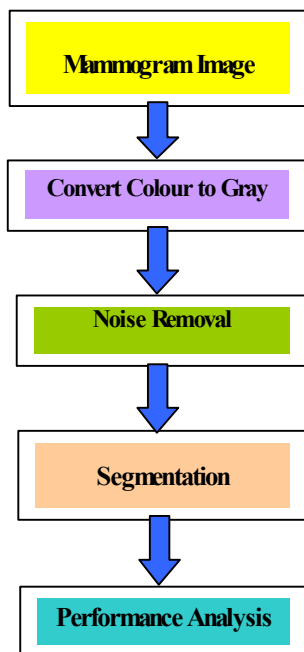 Mammogram Image
Convert Colour to Gray
Noise Removal
Segmentation
Performance Analysis